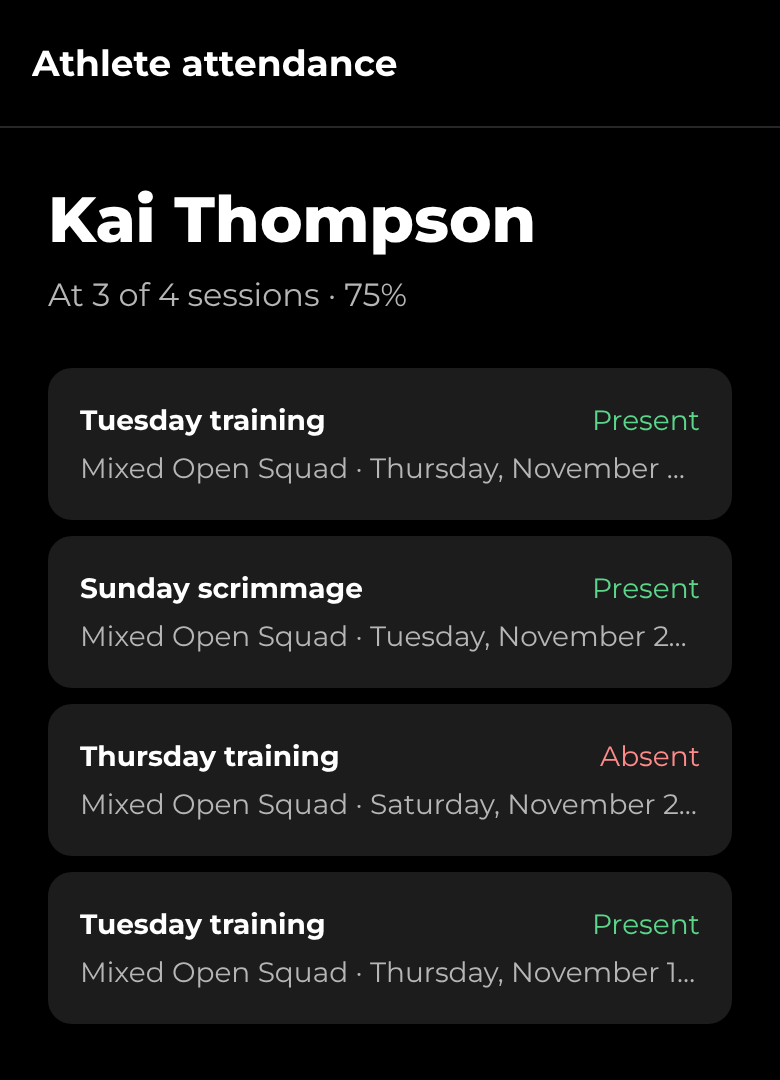 Athlete attendance
Kai Thompson
At 3 of 4 sessions · 75%
Tuesday training Present
Mixed Open Squad · Thursday, November ...
Sunday scrimmage Present
Mixed Open Squad · Tuesday, November 2...
Thursday training Absent
Mixed Open Squad · Saturday, November 2...
Tuesday training Present
Mixed Open Squad · Thursday, November 1...